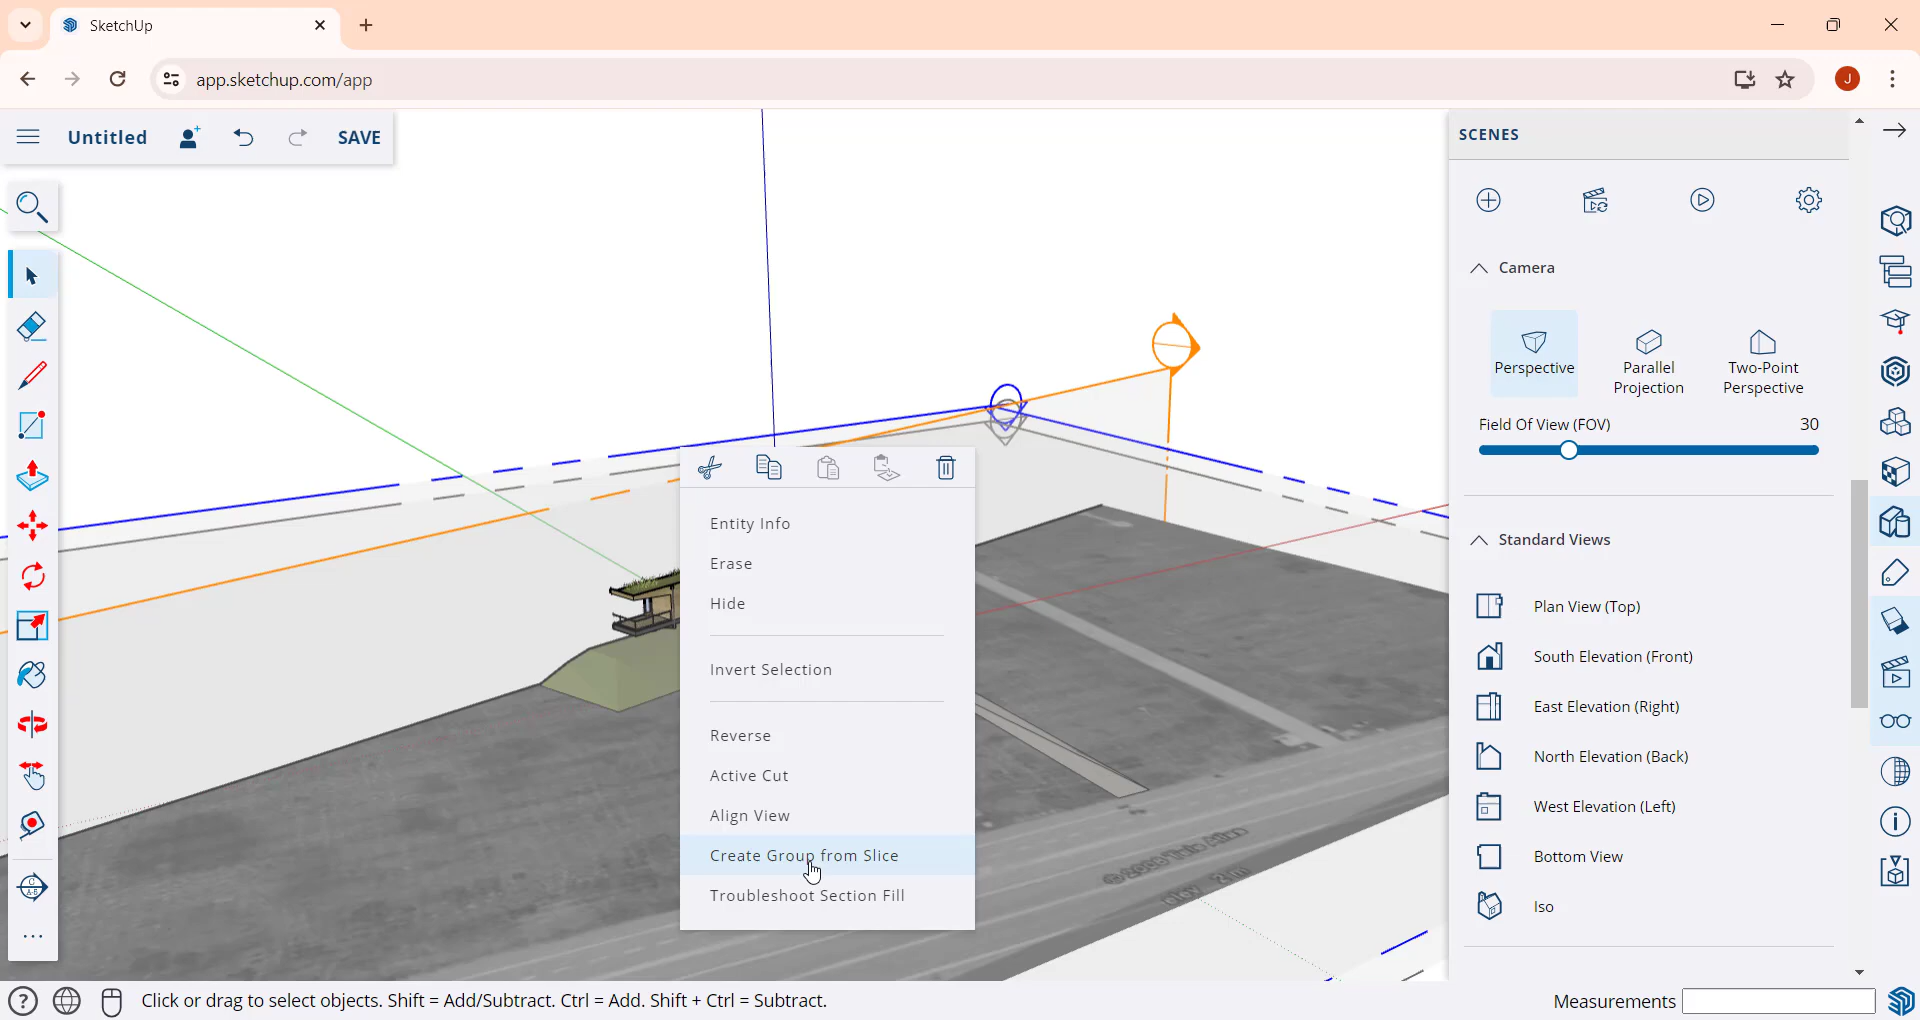 SketchUp
app.sketchup.com/app
J
Untitled
SAVE
SCENES
Camera
Perspective
Parallel
Projection
Two-Point
Perspective
Field Of View (FOV)
30
Standard Views
Plan View (Top)
South Elevation (Front)
East Elevation (Right)
North Elevation (Back)
West Elevation (Left)
Bottom View
Iso
Entity Info
Erase
Hide
Invert Selection
Reverse
Active Cut
Align View
Create Group from Slice
Troubleshoot Section Fill
Click or drag to select objects. Shift = Add/Subtract. Ctrl = Add. Shift + Ctrl = Subtract.
Measurements